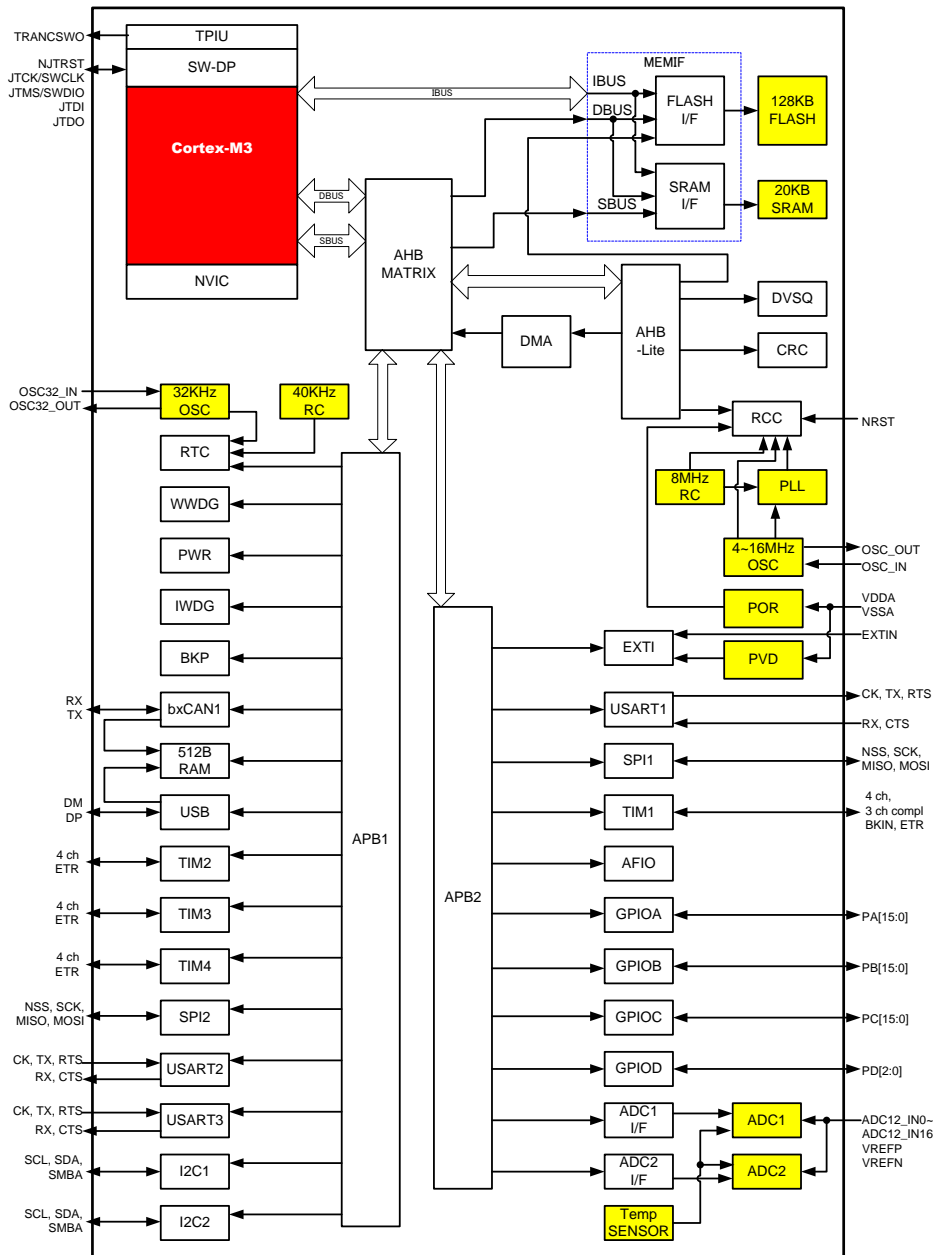 TRANCSWO
TPIU
NJTRST
JTCK/SWCLK
JTMS/SWDIO
JTDI
JTDO
SW-DP
Cortex-M3
NVIC
IBUS
DBUS
SBUS
AHB
MATRIX
MEMIF
IBUS
DBUS
SBUS
FLASH
I/F
128KB
FLASH
SRAM
I/F
20KB
SRAM
DMA
AHB
-Lite
DVSQ
CRC
OSC32_IN
OSC32_OUT
32KHz
OSC
40KHz
RC
RTC
RCC
NRST
8MHz
RC
PLL
4~16MHz
OSC
OSC_OUT
OSC_IN
POR
VDDA
VSSA
PVD
EXTIN
WWDG
PWR
IWDG
BKP
RX
TX
bxCAN1
512B
RAM
DM
DP
USB
4 ch
ETR
TIM2
4 ch
ETR
TIM3
4 ch
ETR
TIM4
NSS, SCK,
MISO, MOSI
SPI2
CK, TX, RTS
RX, CTS
USART2
CK, TX, RTS
RX, CTS
USART3
SCL, SDA,
SMBA
I2C1
SCL, SDA,
SMBA
I2C2
APB1
APB2
EXTI
USART1
CK, TX, RTS
RX, CTS
SPI1
NSS, SCK,
MISO, MOSI
TIM1
4 ch,
3 ch compl
BKIN, ETR
AFIO
GPIOA
PA[15:0]
GPIOB
PB[15:0]
GPIOC
PC[15:0]
GPIOD
PD[2:0]
ADC1
I/F
ADC1
ADC2
I/F
ADC2
ADC12_IN0~
ADC12_IN16
VREFP
VREFN
Temp
SENSOR